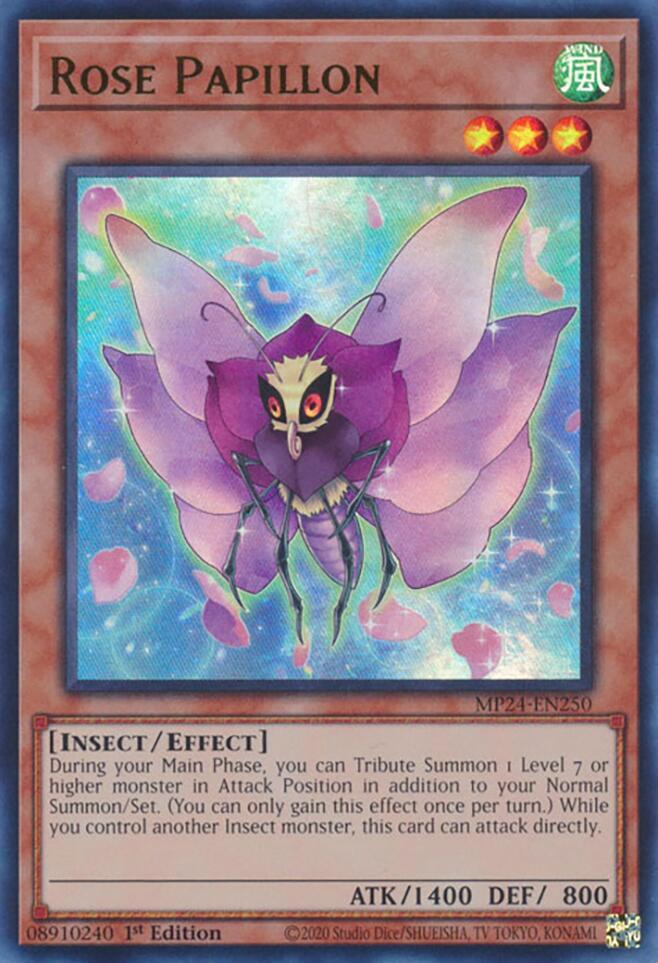 ROSE PAPILLON
WIND
風
MP24-EN250
[INSECT/EFFECT]
During your Main Phase, you can Tribute Summon 1 Level 7 or
higher monster in Attack Position in addition to your Normal
Summon/Set. (You can only gain this effect once per turn.) While
you control another Insect monster, this card can attack directly.
ATK/1400 DEF/ 800
08910240 1st Edition ©2020 Studio Dice/SHUEISHA, TV TOKYO, KONAMI